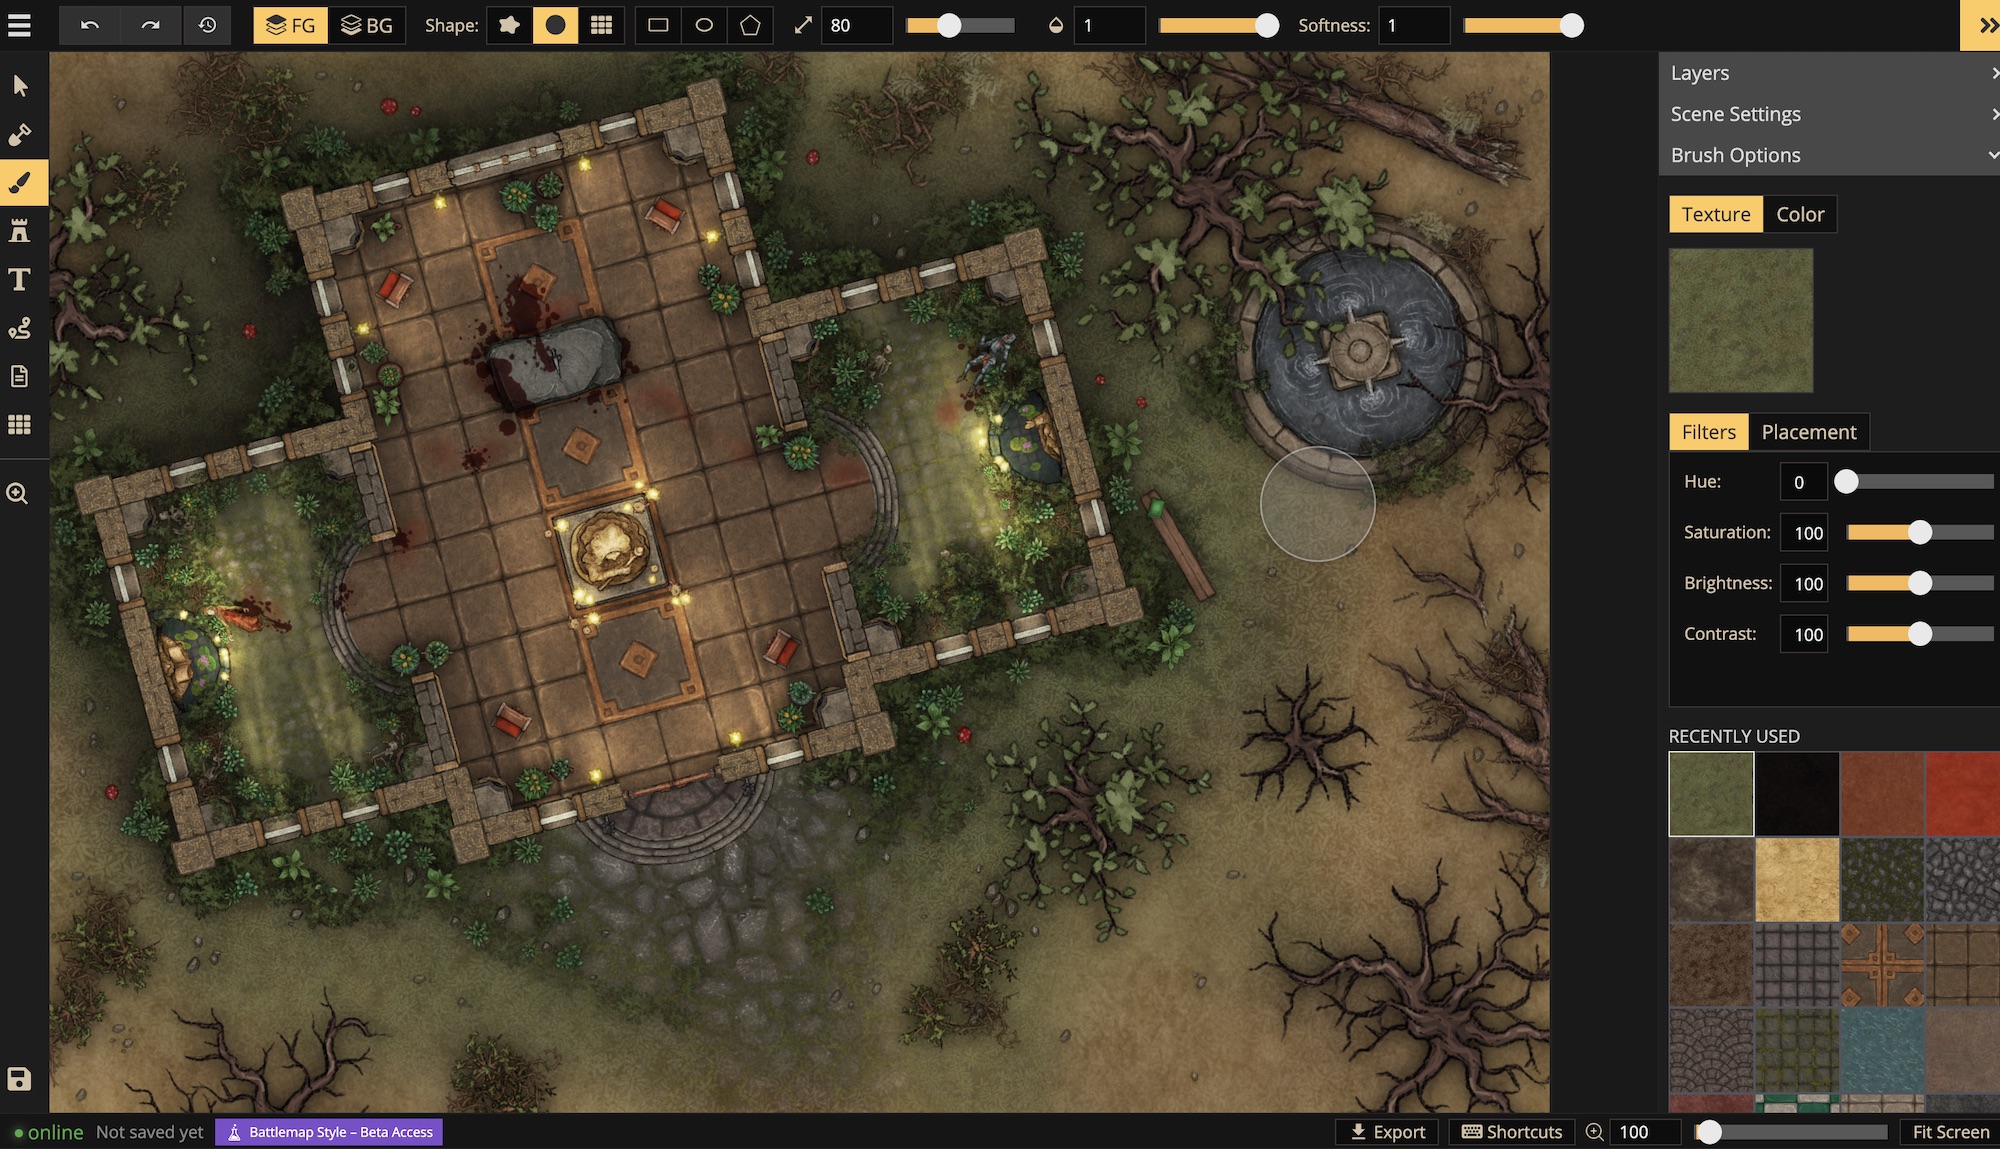 FG
BG
Shape:
80
1
Softness:
1
Layers
Scene Settings
Brush Options
Texture
Color
Filters
Placement
Hue:
0
Saturation:
100
Brightness:
100
Contrast:
100
RECENTLY USED
online
Not saved yet
Battlemap Style – Beta Access
Export
Shortcuts
100
Fit Screen